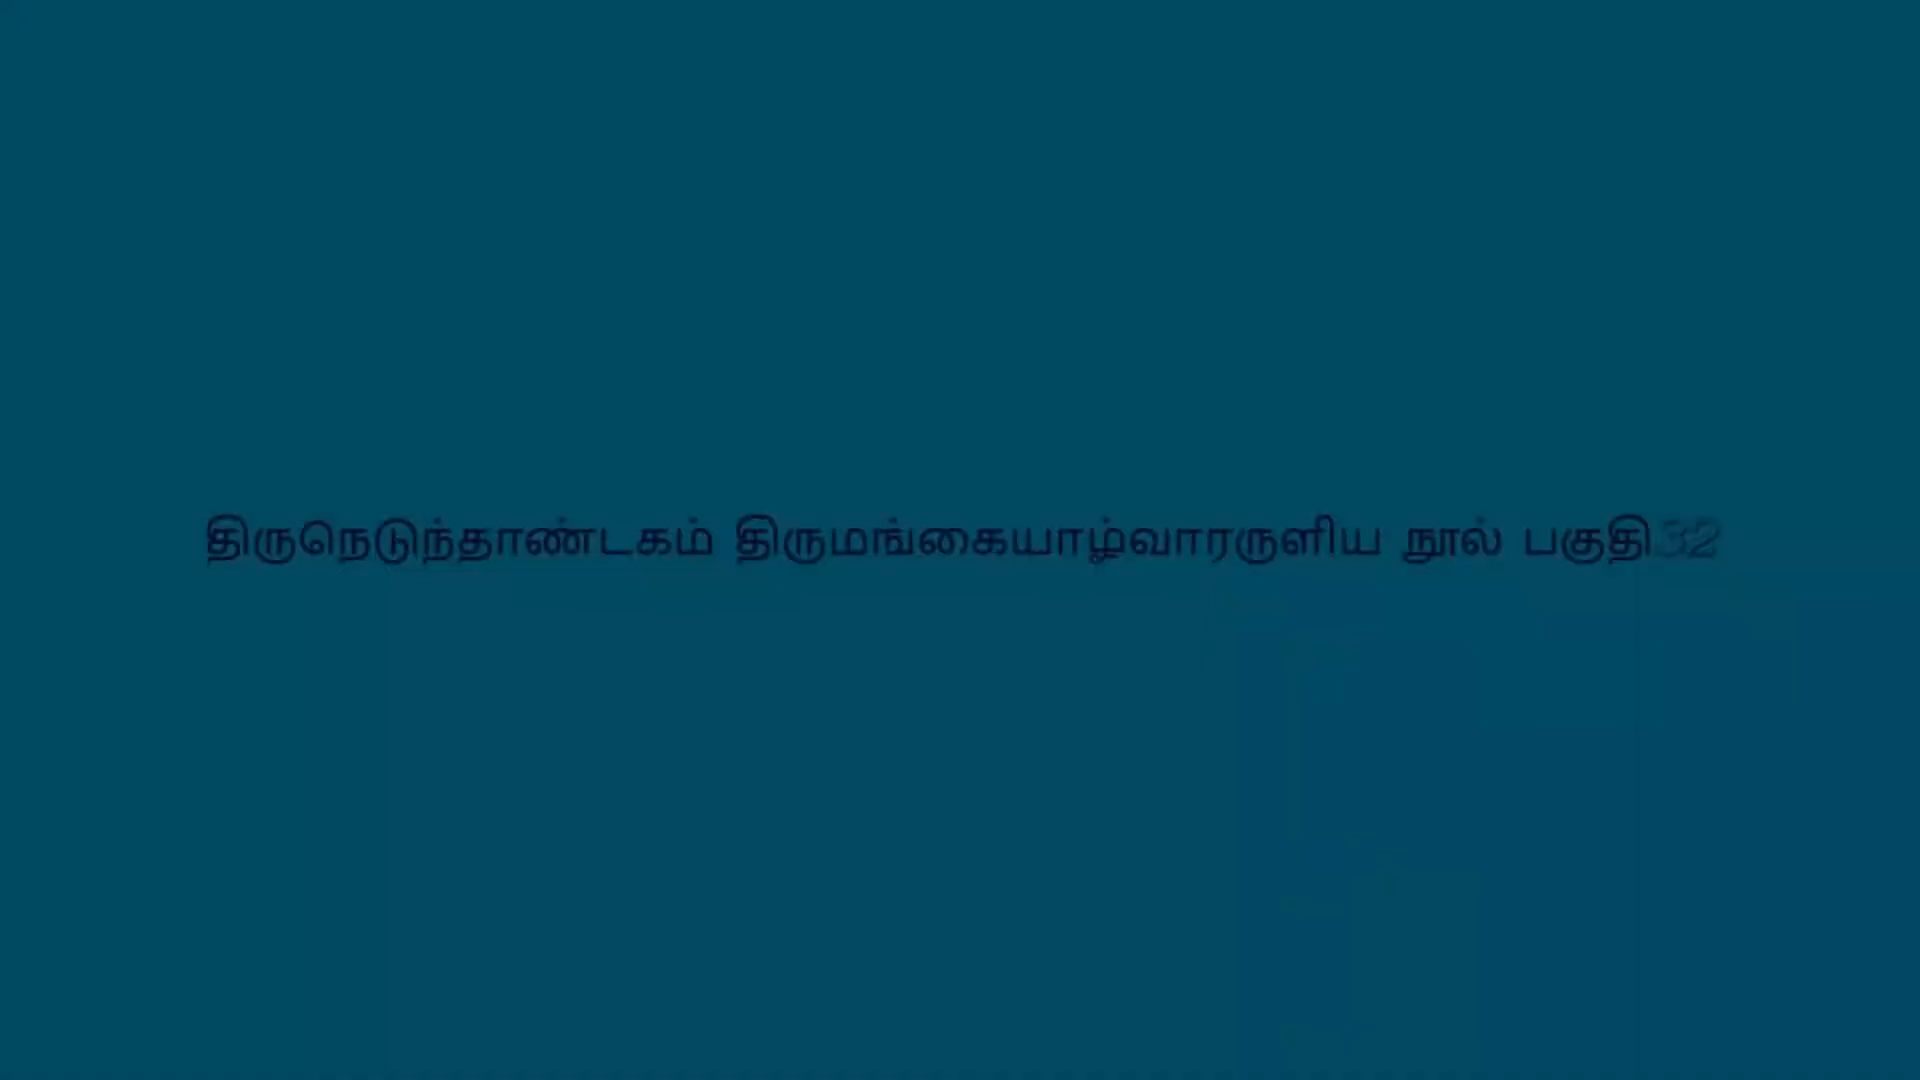 திருநெடுந்தாண்டகம் திருமங்கையாழ்வாரருளிய நூல் பகுதி 32